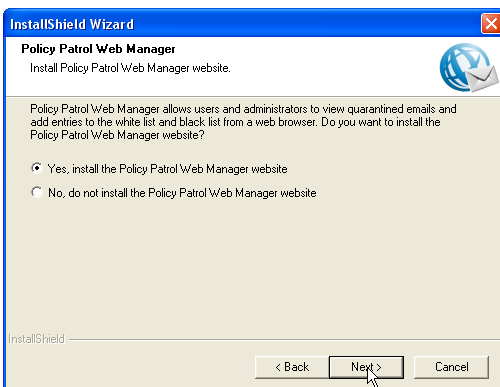 InstallShield Wizard
Policy Patrol Web Manager
Install Policy Patrol Web Manager website.
Policy Patrol Web Manager allows users and administrators to view quarantined emails and
add entries to the white list and black list from a web browser. Do you want to install the
Policy Patrol Web Manager website?
Yes, install the Policy Patrol Web Manager website
No, do not install the Policy Patrol Web Manager website
InstallShield
< Back Next > Cancel